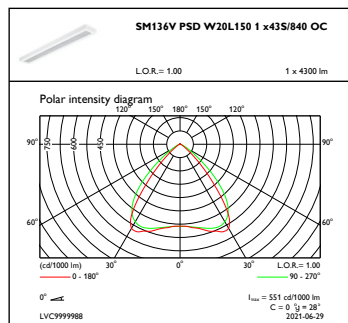 SM136V PSD W20L150 1 x43S/840 OC
L.O.R.= 1.00 1 x 4300 lm
Polar intensity diagram
120° 150° 180° 150° 120°
90° 750 600 450 90°
60° 60°
(cd/1000 lm) 30° 0° 30° L.O.R.= 1.00
0 - 180° 90 - 270°
0° Imax = 551 cd/1000 lm
C = 0 °g = 28°
LVC9999988 2021-06-29